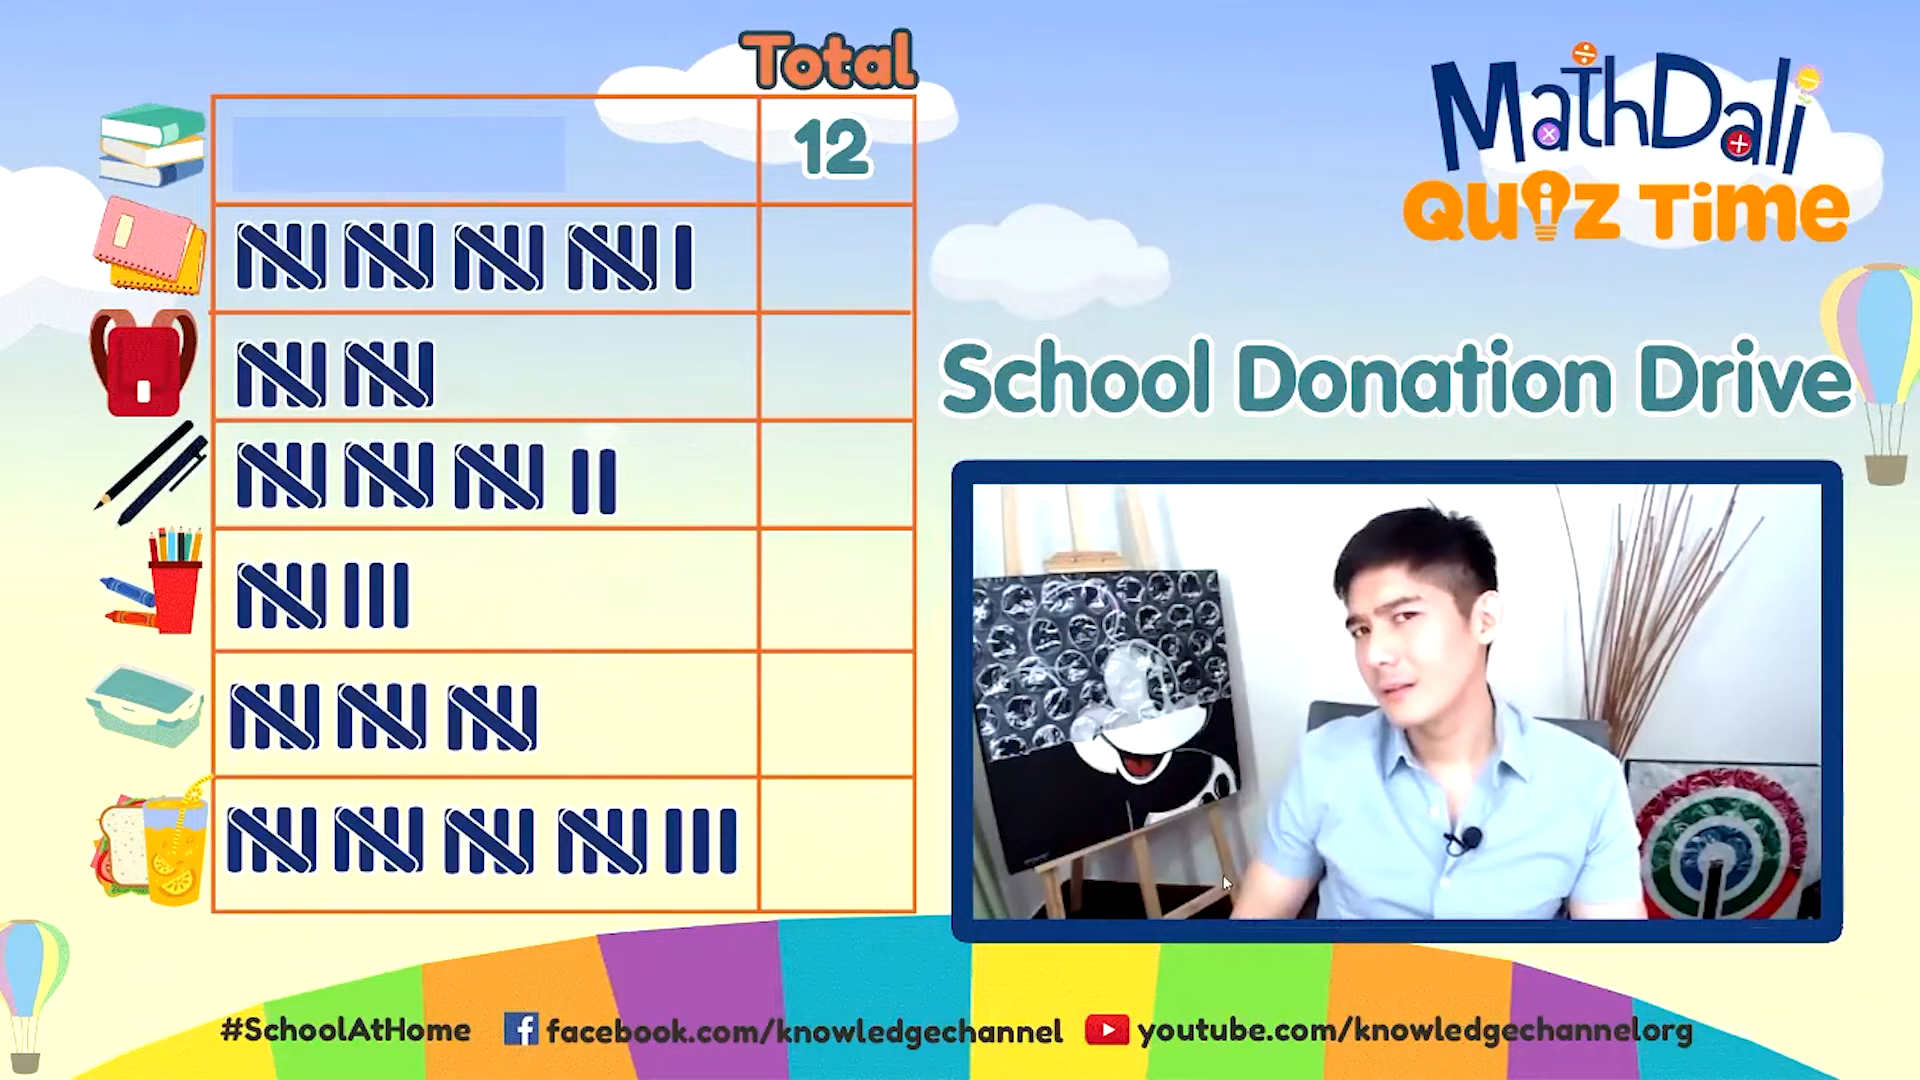 Total
12
MathDali
Quiz Time
School Donation Drive
#SchoolAtHome facebook.com/knowledgechannel youtube.com/knowledgechannelorg